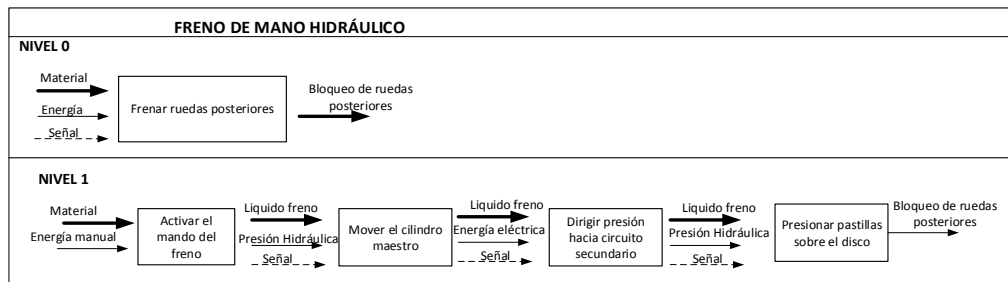 FRENO DE MANO HIDRÁULICO
NIVEL 0
Material
Energía
Señal
Frenar ruedas posteriores
Bloqueo de ruedas
posteriores
NIVEL 1
Material
Energía manual
Activar el
mando del
freno
Liquido freno
Presión Hidráulica
Señal
Mover el cilindro
maestro
Liquido freno
Energía eléctrica
Señal
Dirigir presión
hacia circuito
secundario
Liquido freno
Presión Hidráulica
Señal
Presionar pastillas
sobre el disco
Bloqueo de ruedas
posteriores